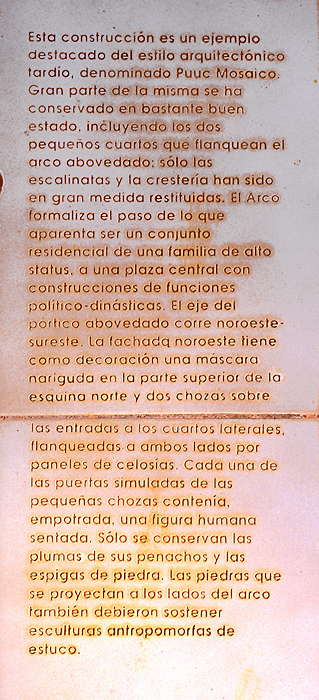 Esta construcción es un ejemplo
destacado del estilo arquitectónico
tardío, denominado Puuc Mosaico.
Gran parte de la misma se ha
conservado en bastante buen
estado, incluyendo los dos
pequeños cuartos que flanquean el
arco abovedado; sólo las
escalinatas y la crestería han sido
en gran medida restituidas. El Arco
formaliza el paso de lo que
aparenta ser un conjunto
residencial de una familia de alto
status, a una plaza central con
construcciones de funciones
político-dinásticas. El eje del
pórtico abovedado corre noroeste-
sureste. La fachada noroeste tiene
como decoración una máscara
nariguda en la parte superior de la
esquina norte y dos chozas sobre
las entradas a los cuartos laterales,
flanqueadas a ambos lados por
paneles de celosías. Cada una de
las puertas simuladas de las
pequeñas chozas contenía,
empotrada, una figura humana
sentada. Sólo se conservan las
plumas de sus penachos y las
espigas de piedra. Las piedras que
se proyectan a los lados del arco
también debieron sostener
esculturas antropomorfas de
estuco.